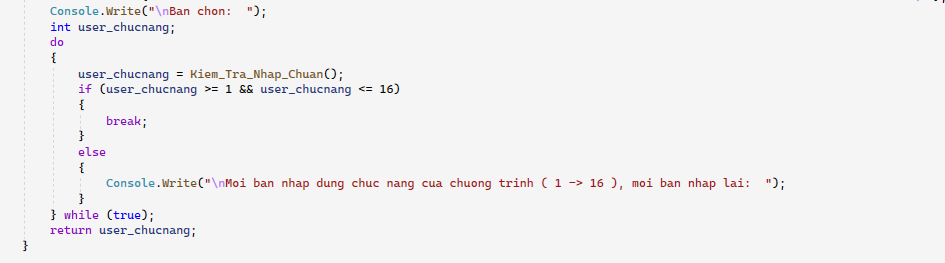 Console.Write("\nBan chon:  ");
int user_chucnang;
do
{
user_chucnang = Kiem_Tra_Nhap_Chuan();
if (user_chucnang >= 1 && user_chucnang <= 16)
{
break;
}
else
{
Console.Write("\nMoi ban nhap dung chuc nang cua chuong trinh ( 1 -> 16 ), moi ban nhap lai:  ");
}
} while (true);
return user_chucnang;
}